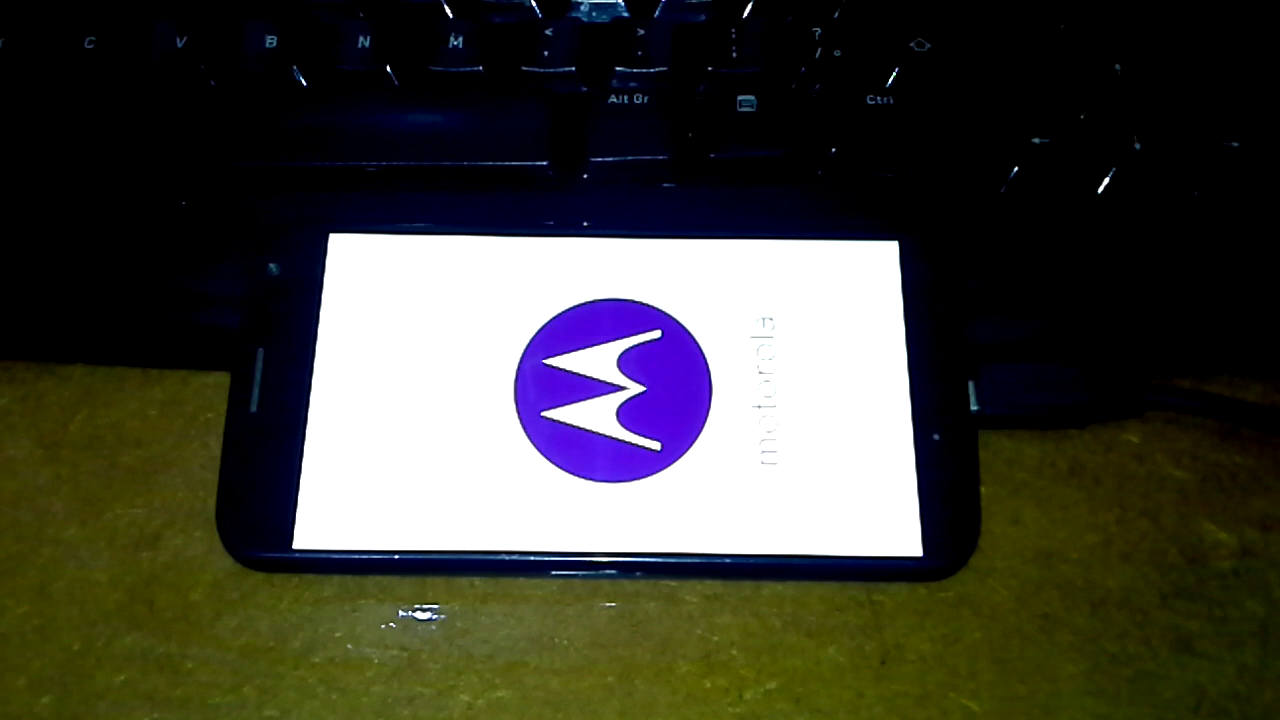 C V B N M < > : ?
. . ; /
Alt Gr Ctrl
motorola